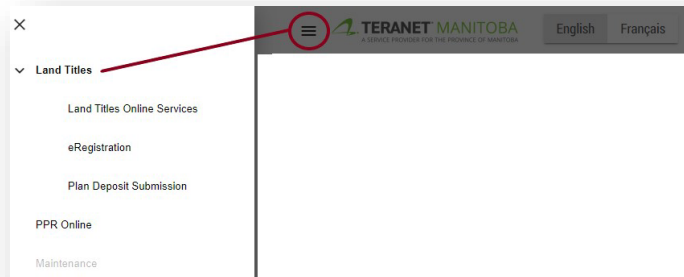 TERANET MANITOBA
A SERVICE PROVIDER FOR THE PROVINCE OF MANITOBA
English
Français
Land Titles
Land Titles Online Services
eRegistration
Plan Deposit Submission
PPR Online
Maintenance